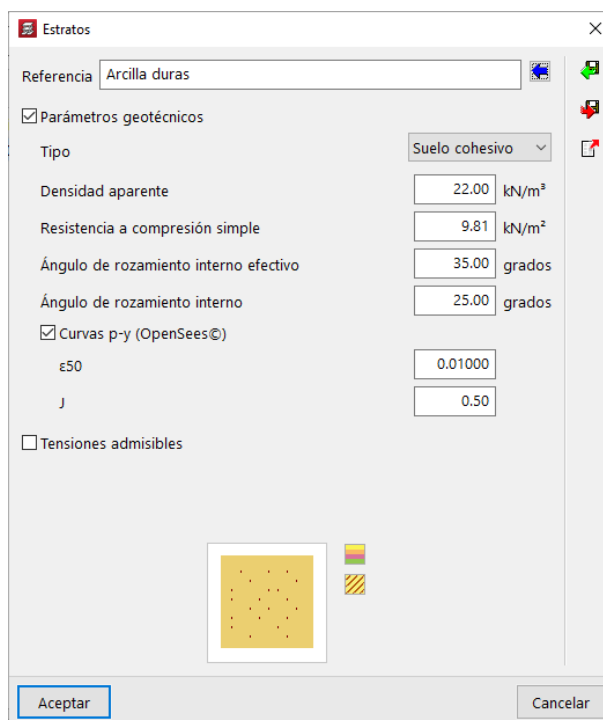 Estratos
Referencia Arcilla duras
Parámetros geotécnicos
Tipo Suelo cohesivo
Densidad aparente 22.00 kN/m³
Resistencia a compresión simple 9.81 kN/m²
Ángulo de rozamiento interno efectivo 35.00 grados
Ángulo de rozamiento interno 25.00 grados
Curvas p-y (OpenSees©)
ε50 0.01000
J 0.50
Tensiones admisibles
Aceptar Cancelar